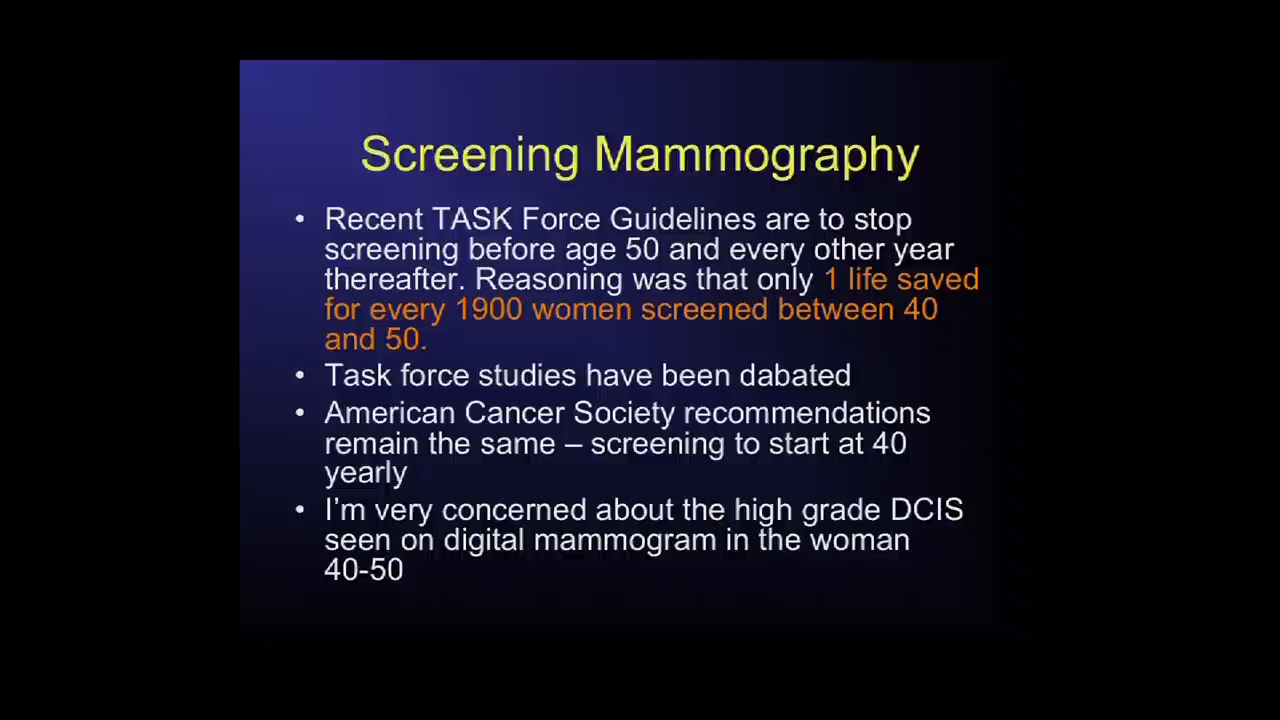 Screening Mammography
• Recent TASK Force Guidelines are to stop
screening before age 50 and every other year
thereafter. Reasoning was that only 1 life saved
for every 1900 women screened between 40
and 50.
• Task force studies have been dabated
• American Cancer Society recommendations
remain the same – screening to start at 40
yearly
• I’m very concerned about the high grade DCIS
seen on digital mammogram in the woman
40-50